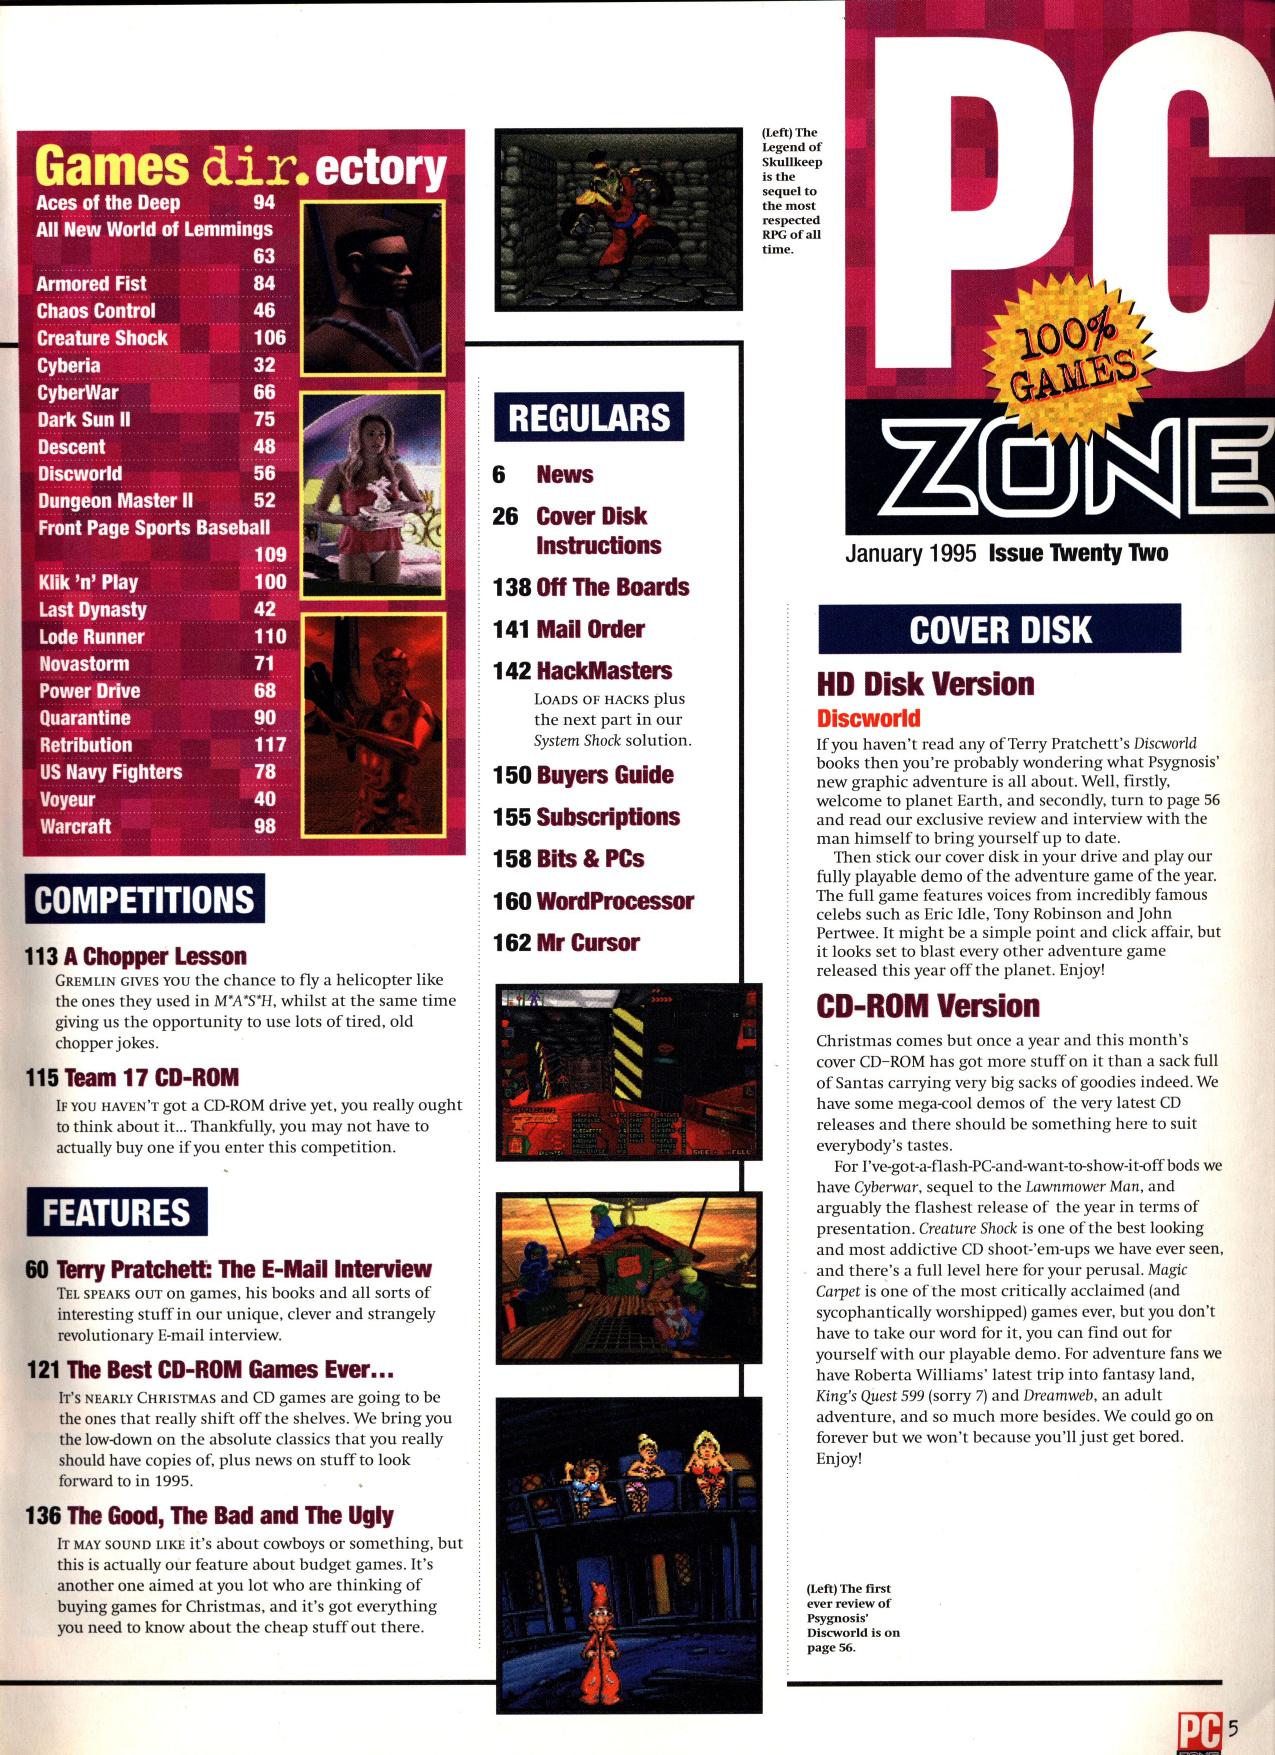 Games dir.ectory
Aces of the Deep 94
All New World of Lemmings
63
Armored Fist 84
Chaos Control 46
Creature Shock 106
Cyberia 32
CyberWar 66
Dark Sun II 75
Descent 48
Discworld 56
Dungeon Master II 52
Front Page Sports Baseball
109
Klik 'n' Play 100
Last Dynasty 42
Lode Runner 110
Novastorm 71
Power Drive 68
Quarantine 90
Retribution 117
US Navy Fighters 78
Voyeur 40
Warcraft 98
COMPETITIONS
113 A Chopper Lesson
GREMLIN GIVES YOU the chance to fly a helicopter like
the ones they used in M*A*S*H, whilst at the same time
giving us the opportunity to use lots of tired, old
chopper jokes.
115 Team 17 CD-ROM
IF YOU HAVEN'T got a CD-ROM drive yet, you really ought
to think about it... Thankfully, you may not have to
actually buy one if you enter this competition.
FEATURES
60 Terry Pratchett: The E-Mail Interview
TEL SPEAKS OUT on games, his books and all sorts of
interesting stuff in our unique, clever and strangely
revolutionary E-mail interview.
121 The Best CD-ROM Games Ever...
IT'S NEARLY CHRISTMAS and CD games are going to be
the ones that really shift off the shelves. We bring you
the low-down on the absolute classics that you really
should have copies of, plus news on stuff to look
forward to in 1995.
136 The Good, The Bad and The Ugly
IT MAY SOUND LIKE it's about cowboys or something, but
this is actually our feature about budget games. It's
another one aimed at you lot who are thinking of
buying games for Christmas, and it's got everything
you need to know about the cheap stuff out there.
(Left) The
Legend of
Skullkeep
is the
sequel to
the most
respected
RPG of all
time.
REGULARS
6 News
26 Cover Disk
Instructions
138 Off The Boards
141 Mail Order
142 HackMasters
LOADS OF HACKS plus
the next part in our
System Shock solution.
150 Buyers Guide
155 Subscriptions
158 Bits & PCs
160 WordProcessor
162 Mr Cursor
PC
100%
GAMES
ZONE
January 1995 Issue Twenty Two
COVER DISK
HD Disk Version
Discworld
If you haven't read any of Terry Pratchett's Discworld
books then you're probably wondering what Psygnosis'
new graphic adventure is all about. Well, firstly,
welcome to planet Earth, and secondly, turn to page 56
and read our exclusive review and interview with the
man himself to bring yourself up to date.
Then stick our cover disk in your drive and play our
fully playable demo of the adventure game of the year.
The full game features voices from incredibly famous
celebs such as Eric Idle, Tony Robinson and John
Pertwee. It might be a simple point and click affair, but
it looks set to blast every other adventure game
released this year off the planet. Enjoy!
CD-ROM Version
Christmas comes but once a year and this month's
cover CD-ROM has got more stuff on it than a sack full
of Santas carrying very big sacks of goodies indeed. We
have some mega-cool demos of the very latest CD
releases and there should be something here to suit
everybody's tastes.
For I've-got-a-flash-PC-and-want-to-show-it-off bods we
have Cyberwar, sequel to the Lawnmower Man, and
arguably the flashest release of the year in terms of
presentation. Creature Shock is one of the best looking
and most addictive CD shoot-'em-ups we have ever seen,
and there's a full level here for your perusal. Magic
Carpet is one of the most critically acclaimed (and
sycophantically worshipped) games ever, but you don't
have to take our word for it, you can find out for
yourself with our playable demo. For adventure fans we
have Roberta Williams' latest trip into fantasy land,
King's Quest 599 (sorry 7) and Dreamweb, an adult
adventure, and so much more besides. We could go on
forever but we won't because you'll just get bored.
Enjoy!
(Left) The first
ever review of
Psygnosis'
Discworld is on
page 56.
PC
5